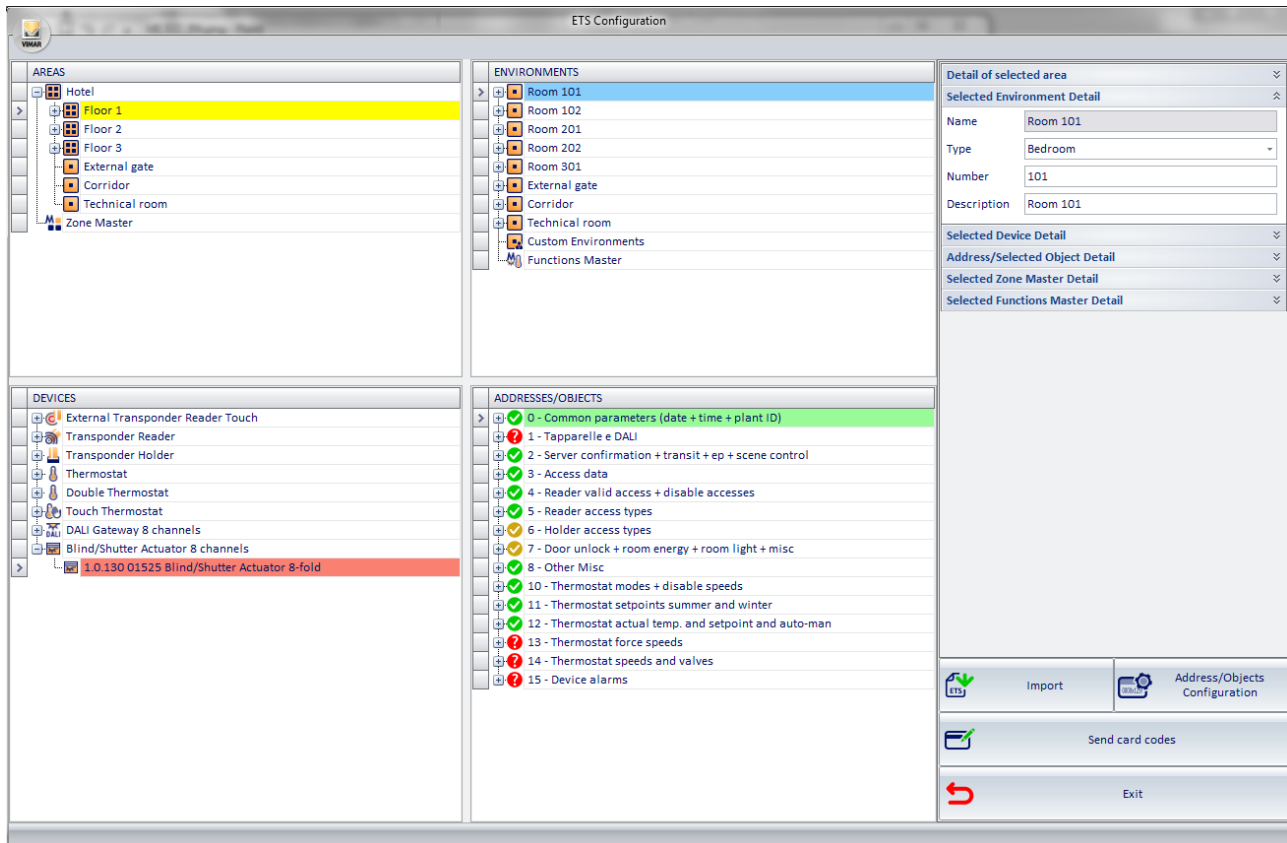 ETS Configuration
VIMAR
AREAS
Hotel
Floor 1
Floor 2
Floor 3
External gate
Corridor
Technical room
M Zone Master
ENVIRONMENTS
Room 101
Room 102
Room 201
Room 202
Room 301
External gate
Corridor
Technical room
Custom Environments
M Functions Master
Detail of selected area
Selected Environment Detail
Name Room 101
Type Bedroom
Number 101
Description Room 101
Selected Device Detail
Address/Selected Object Detail
Selected Zone Master Detail
Selected Functions Master Detail
DEVICES
External Transponder Reader Touch
Transponder Reader
Transponder Holder
Thermostat
Double Thermostat
Touch Thermostat
DALI DALI Gateway 8 channels
Blind/Shutter Actuator 8 channels
1.0.130 01525 Blind/Shutter Actuator 8-fold
ADDRESSES/OBJECTS
0 - Common parameters (date + time + plant ID)
1 - Tapparelle e DALI
2 - Server confirmation + transit + ep + scene control
3 - Access data
4 - Reader valid access + disable accesses
5 - Reader access types
6 - Holder access types
7 - Door unlock + room energy + room light + misc
8 - Other Misc
10 - Thermostat modes + disable speeds
11 - Thermostat setpoints summer and winter
12 - Thermostat actual temp. and setpoint and auto-man
13 - Thermostat force speeds
14 - Thermostat speeds and valves
15 - Device alarms
ETS Import
Address/Objects
Configuration
Send card codes
Exit